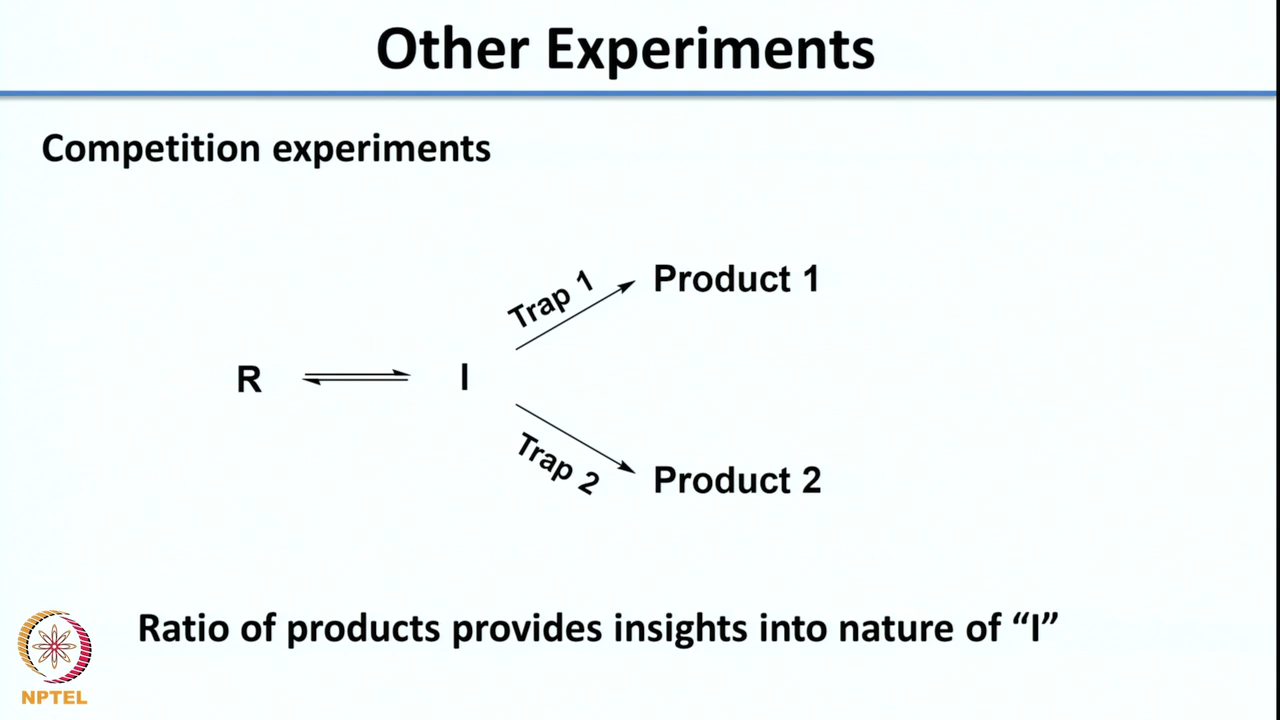 Other Experiments
Competition experiments
Trap 1
Product 1
R
I
Trap 2
Product 2
Ratio of products provides insights into nature of “I”
NPTEL